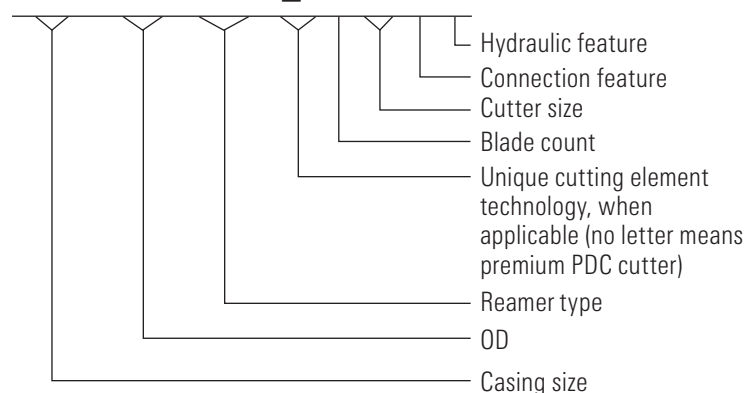 Hydraulic feature
Connection feature
Cutter size
Blade count
Unique cutting element
technology, when
applicable (no letter means
premium PDC cutter)
Reamer type
OD
Casing size